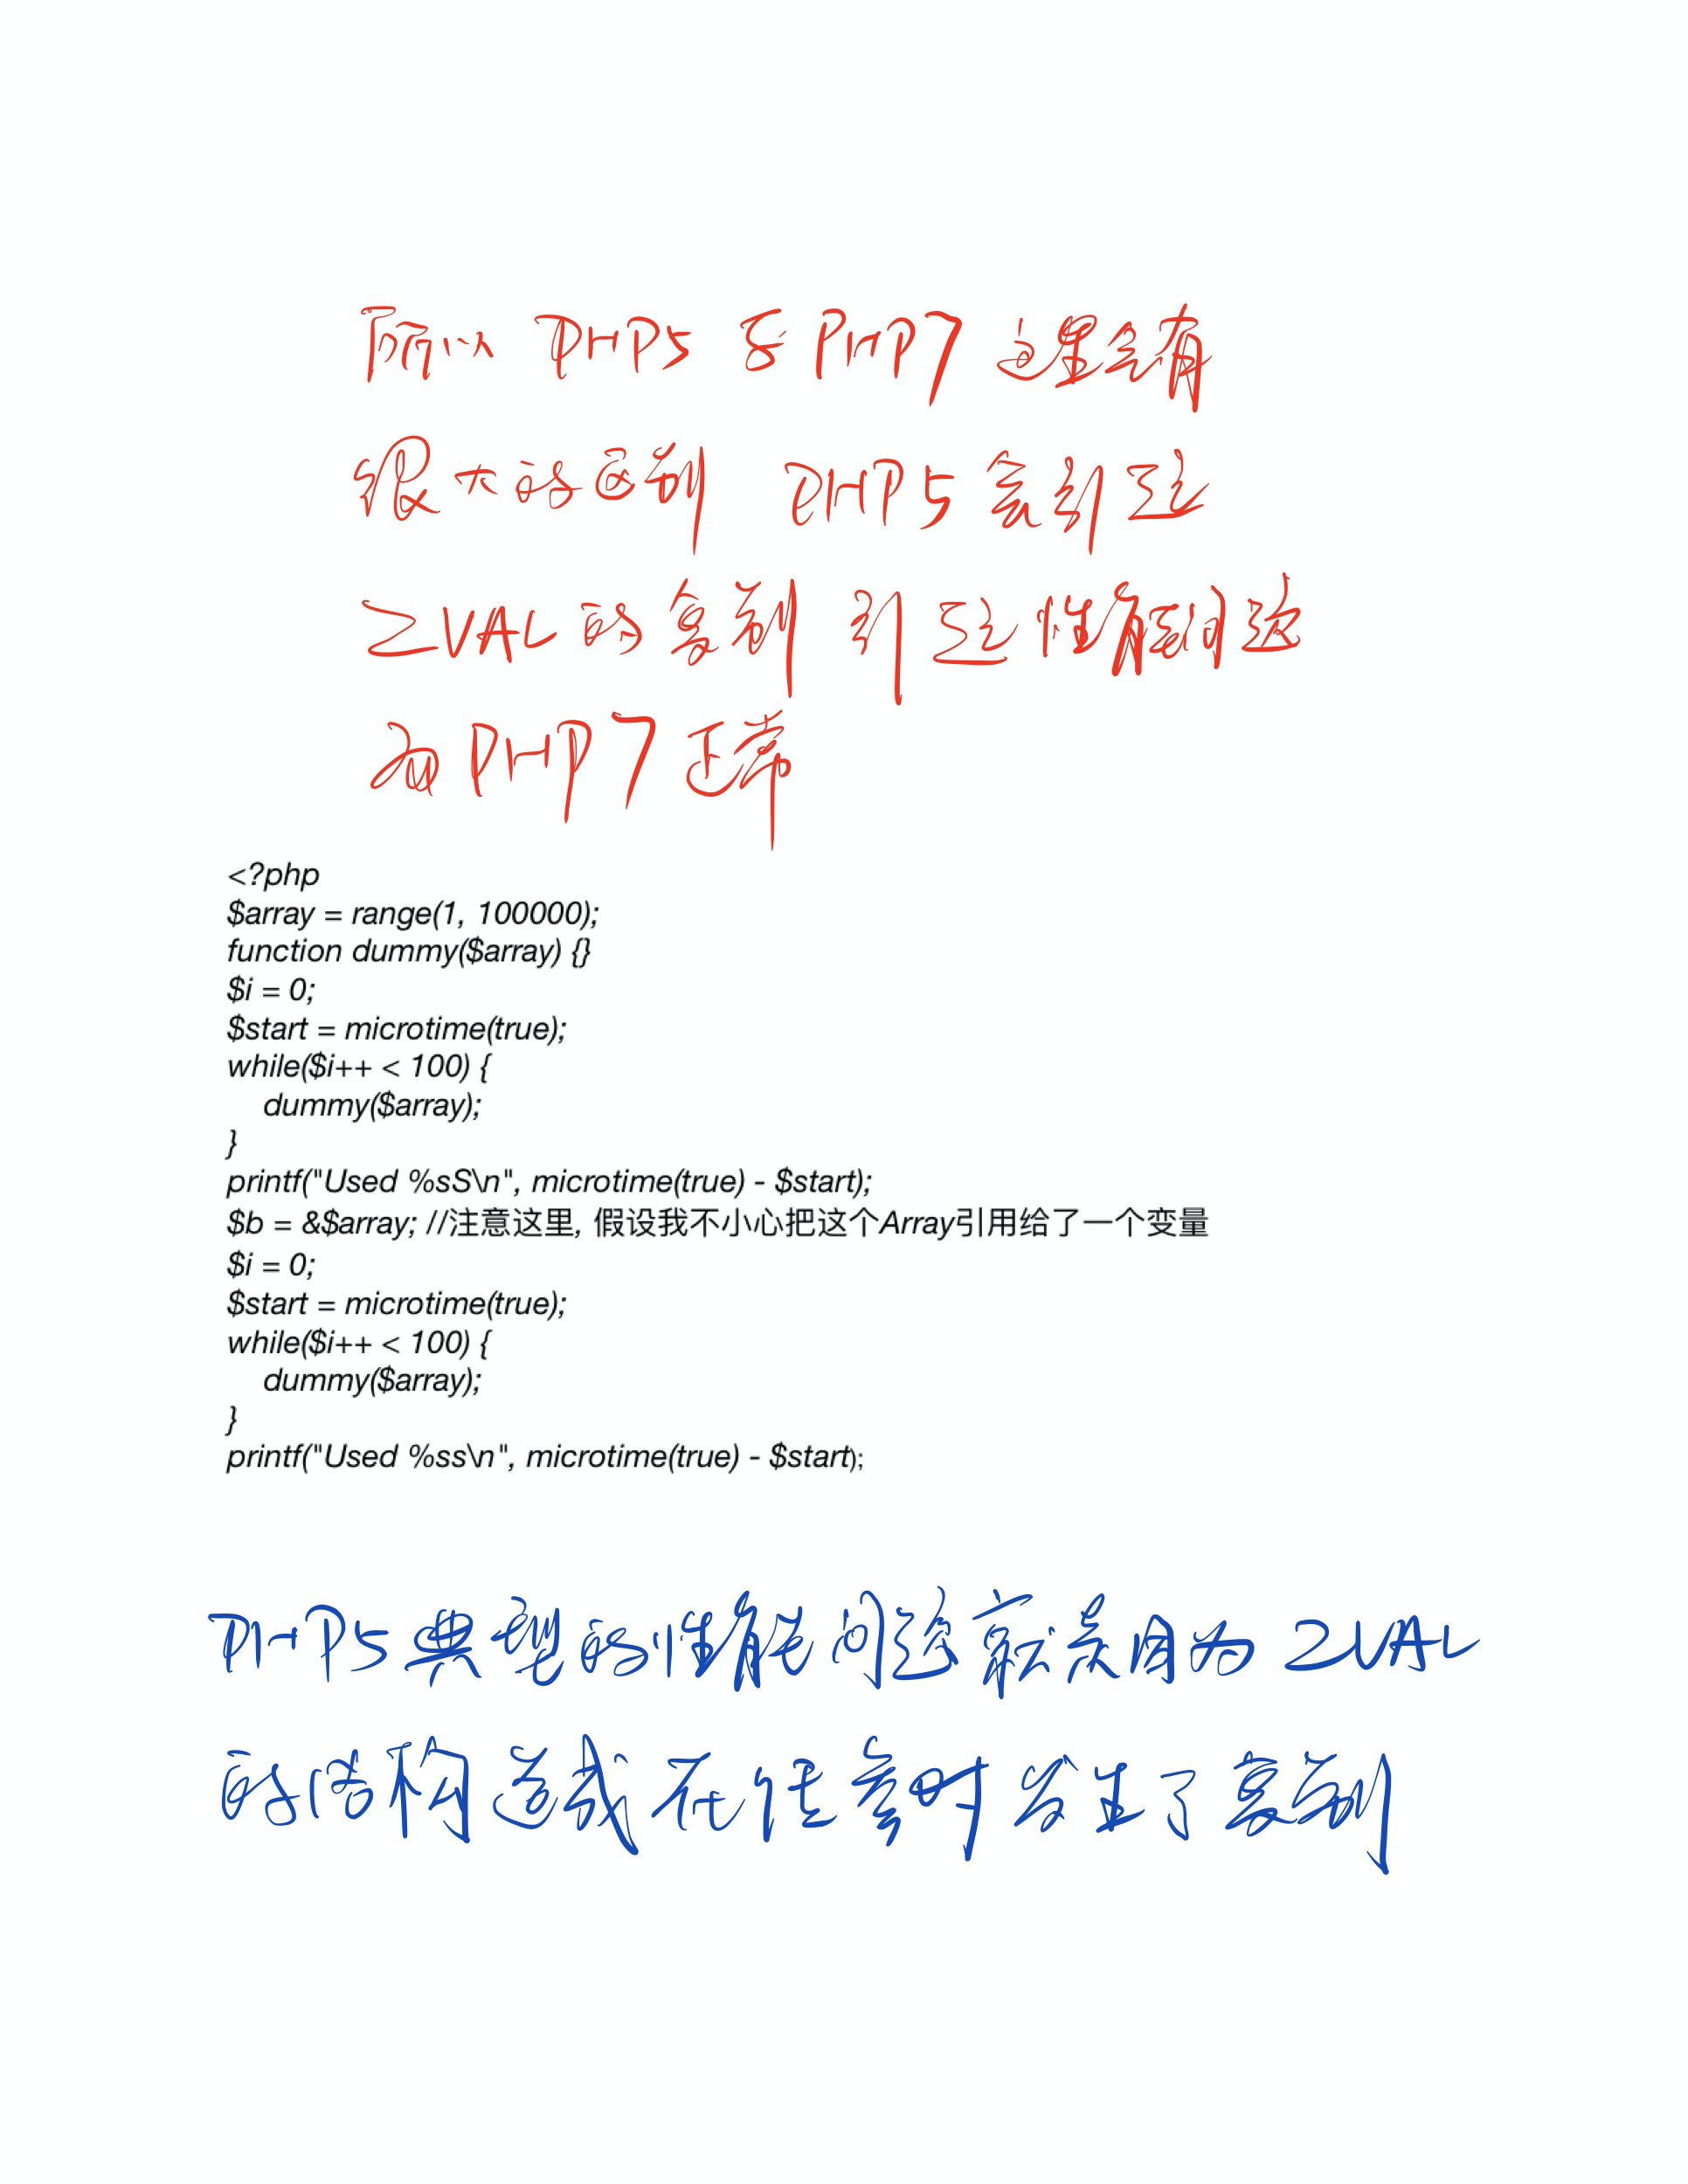 所以 PHP5 与 PHP7 这里会有
很大的区别 PHP5 会引起
ZVAL 的复制 引起 性能问题
而 PHP7 正常
<?php
$array = range(1, 100000);
function dummy($array) {}
$i = 0;
$start = microtime(true);
while($i++ < 100) {
    dummy($array);
}
printf("Used %sS\n", microtime(true) - $start);
$b = &$array; //注意这里, 假设我不小心把这个Array引用给了一个变量
$i = 0;
$start = microtime(true);
while($i++ < 100) {
    dummy($array);
}
printf("Used %ss\n", microtime(true) - $start);
PHP5 典型的性能问题就是因为 ZVAL
的结构 造成 在传参时 发生了复制